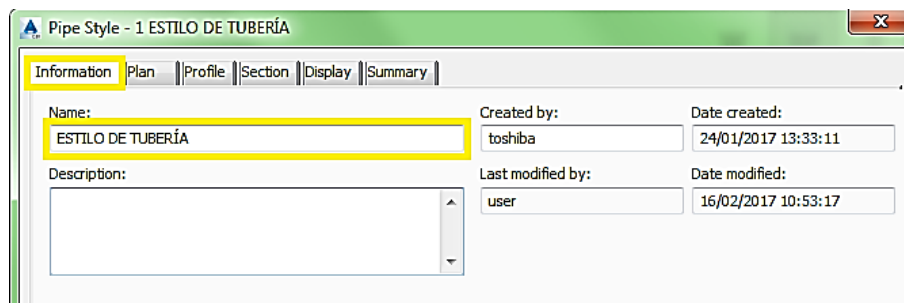 Pipe Style - 1 ESTILO DE TUBERÍA
Information Plan Profile Section Display Summary
Name: Created by: Date created:
ESTILO DE TUBERÍA toshiba 24/01/2017 13:33:11
Description: Last modified by: Date modified:
user 16/02/2017 10:53:17